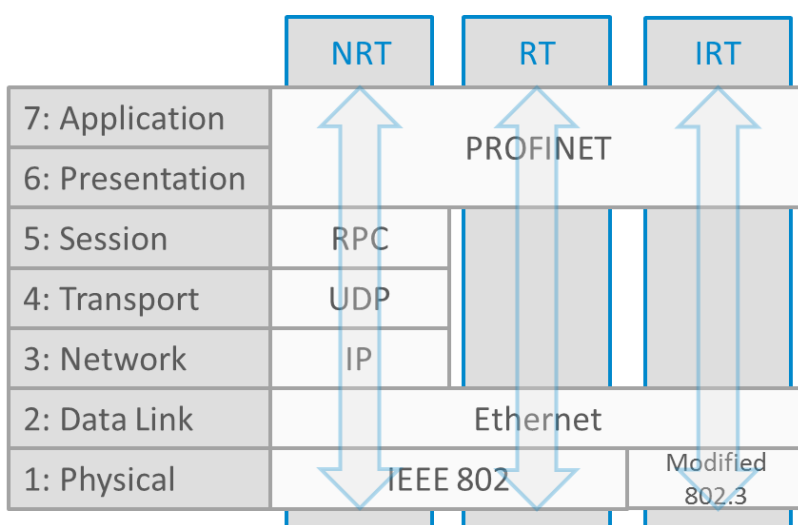 NRT RT IRT
7: Application
PROFINET
6: Presentation
5: Session RPC
4: Transport UDP
3: Network IP
2: Data Link Ethernet
1: Physical IEEE 802 Modified
802.3